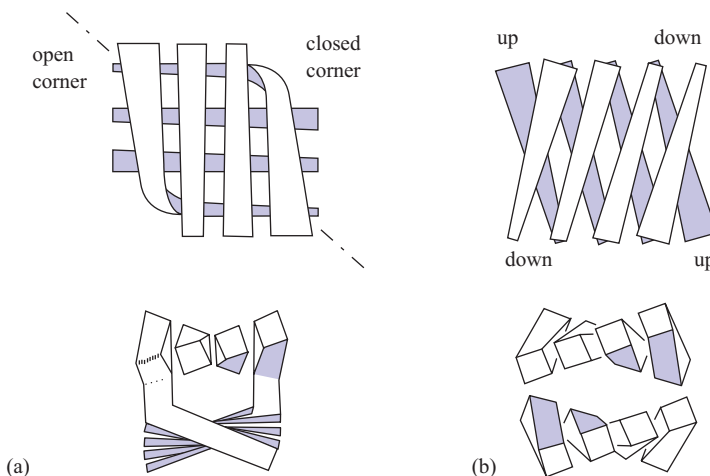 open
corner
closed
corner
up
down
down
up
(a)
(b)